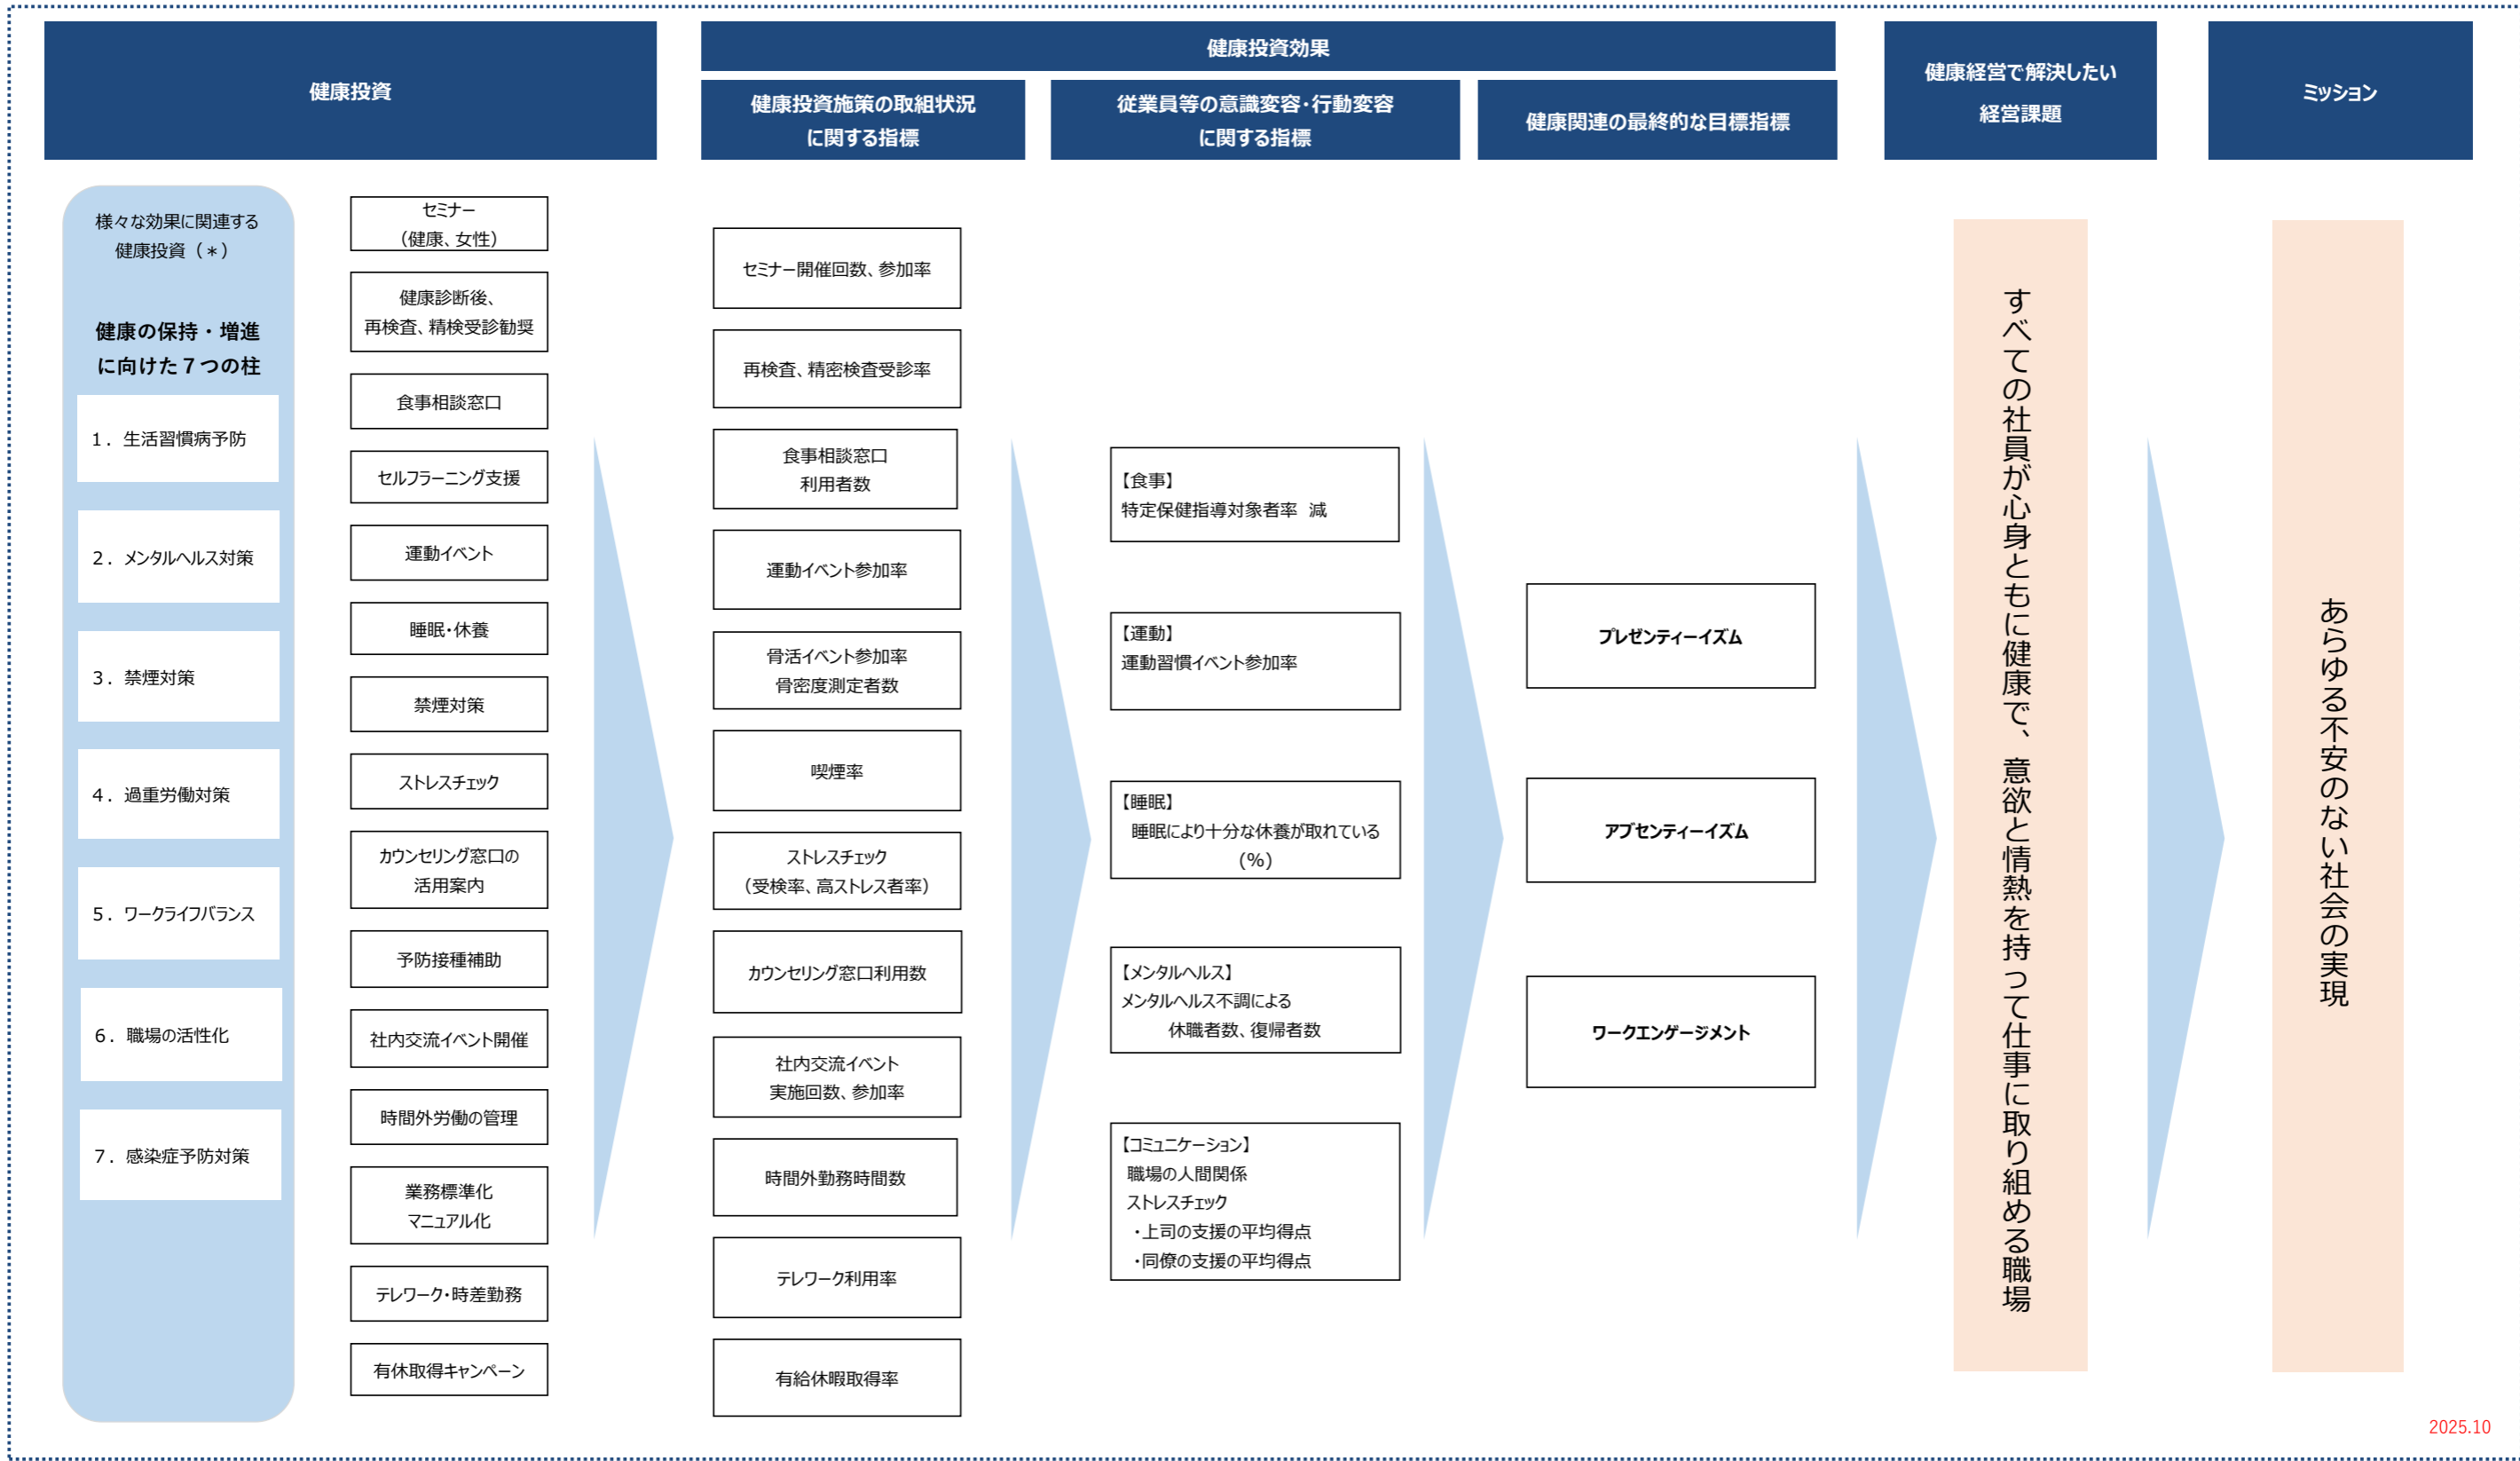 健康投資
健康投資効果
健康投資施策の取組状況
に関する指標
従業員等の意識変容・行動変容
に関する指標
健康関連の最終的な目標指標
健康経営で解決したい
経営課題
ミッション
様々な効果に関連する
健康投資（＊）
健康の保持・増進
に向けた７つの柱
1．生活習慣病予防
2．メンタルヘルス対策
3．禁煙対策
4．過重労働対策
5．ワークライフバランス
6．職場の活性化
7．感染症予防対策
セミナー
（健康、女性）
健康診断後、
再検査、精検受診勧奨
食事相談窓口
セルフラーニング支援
運動イベント
睡眠・休養
禁煙対策
ストレスチェック
カウンセリング窓口の
活用案内
予防接種補助
社内交流イベント開催
時間外労働の管理
業務標準化
マニュアル化
テレワーク・時差勤務
有休取得キャンペーン
セミナー開催回数、参加率
再検査、精密検査受診率
食事相談窓口
利用者数
運動イベント参加率
骨活イベント参加率
骨密度測定者数
喫煙率
ストレスチェック
（受検率、高ストレス者率）
カウンセリング窓口利用数
社内交流イベント
実施回数、参加率
時間外勤務時間数
テレワーク利用率
有給休暇取得率
【食事】
特定保健指導対象者率　減
【運動】
運動習慣イベント参加率
【睡眠】
睡眠により十分な休養が取れている
（%）
【メンタルヘルス】
メンタルヘルス不調による
休職者数、復帰者数
【コミュニケーション】
職場の人間関係
ストレスチェック
・上司の支援の平均得点
・同僚の支援の平均得点
プレゼンティーイズム
アブセンティーイズム
ワークエンゲージメント
すべての社員が心身ともに健康で、意欲と情熱を持って仕事に取り組める職場
あらゆる不安のない社会の実現
2025.10